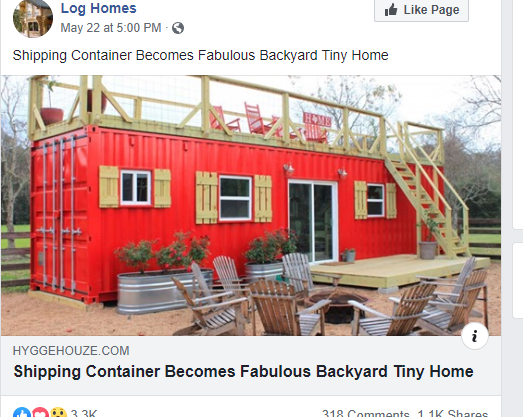 Log Homes
May 22 at 5:00 PM ·
Like Page
Shipping Container Becomes Fabulous Backyard Tiny Home
HOME
i
HYGGEHOUZE.COM
Shipping Container Becomes Fabulous Backyard Tiny Home
3.3K
318 Comments 1.1K Shares